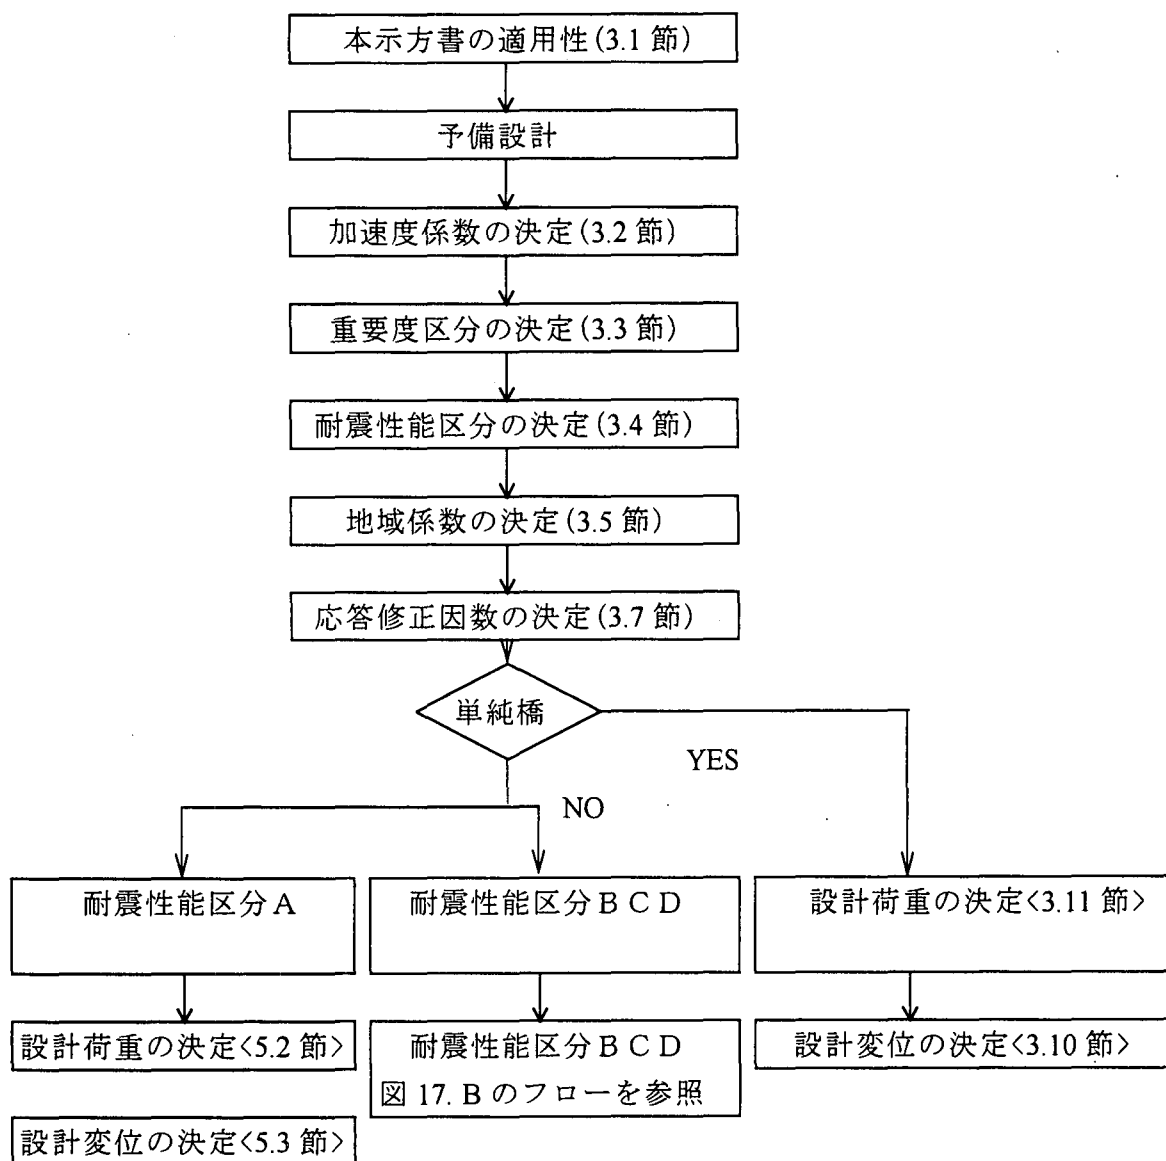 本示方書の適用性(3.1 節)
予備設計
加速度係数の決定(3.2 節)
重要度区分の決定(3.3 節)
耐震性能区分の決定(3.4 節)
地域係数の決定(3.5 節)
応答修正因数の決定(3.7 節)
単純橋
YES
NO
耐震性能区分A
耐震性能区分B C D
設計荷重の決定<3.11 節>
設計荷重の決定<5.2 節>
耐震性能区分B C D
図 17. B のフローを参照
設計変位の決定<3.10 節>
設計変位の決定<5.3 節>